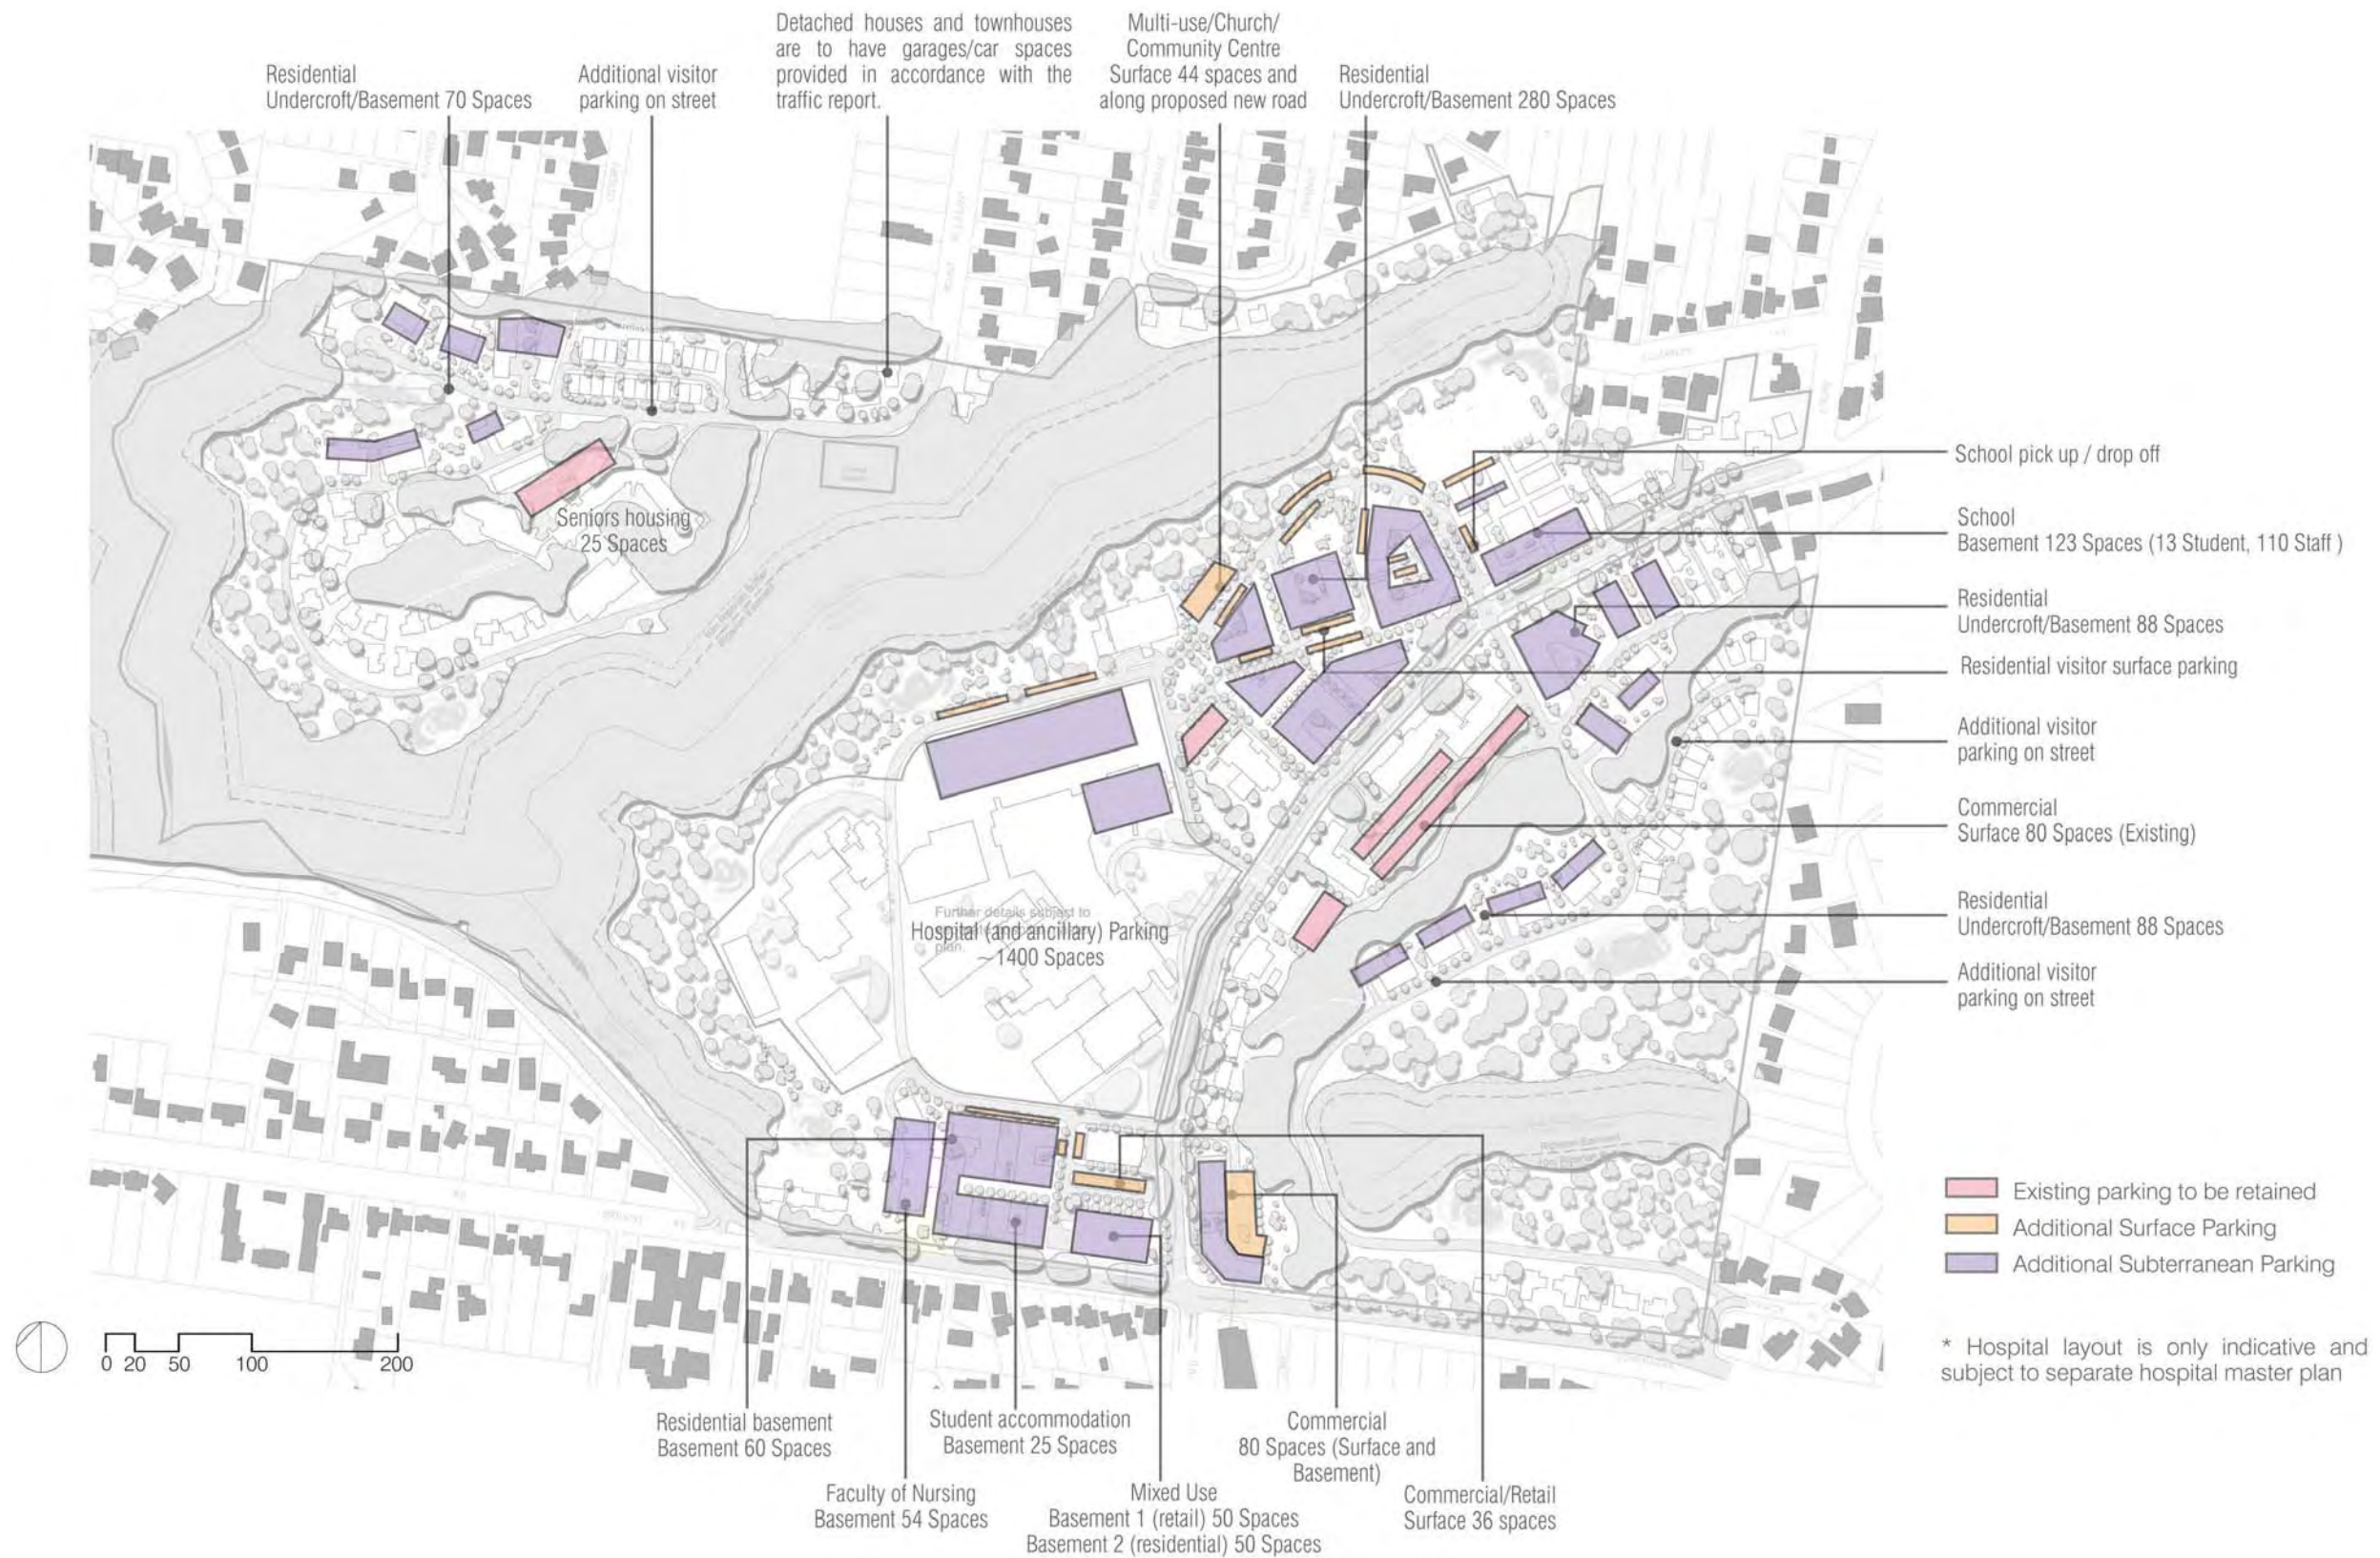 Detached houses and townhouses
are to have garages/car spaces
provided in accordance with the
traffic report.
Multi-use/Church/
Community Centre
Surface 44 spaces and
along proposed new road
Residential
Undercroft/Basement 70 Spaces
Additional visitor
parking on street
Residential
Undercroft/Basement 280 Spaces
School pick up / drop off
School
Basement 123 Spaces (13 Student, 110 Staff )
Seniors housing
25 Spaces
Residential
Undercroft/Basement 88 Spaces
Residential visitor surface parking
Additional visitor
parking on street
Commercial
Surface 80 Spaces (Existing)
Residential
Undercroft/Basement 88 Spaces
Further details subject to
Hospital (and ancillary) Parking
plan.
~1400 Spaces
Additional visitor
parking on street
Existing parking to be retained
Additional Surface Parking
Additional Subterranean Parking
* Hospital layout is only indicative and
subject to separate hospital master plan
0 20 50 100 200
Residential basement
Basement 60 Spaces
Student accommodation
Basement 25 Spaces
Commercial
80 Spaces (Surface and
Basement)
Faculty of Nursing
Basement 54 Spaces
Mixed Use
Basement 1 (retail) 50 Spaces
Basement 2 (residential) 50 Spaces
Commercial/Retail
Surface 36 spaces